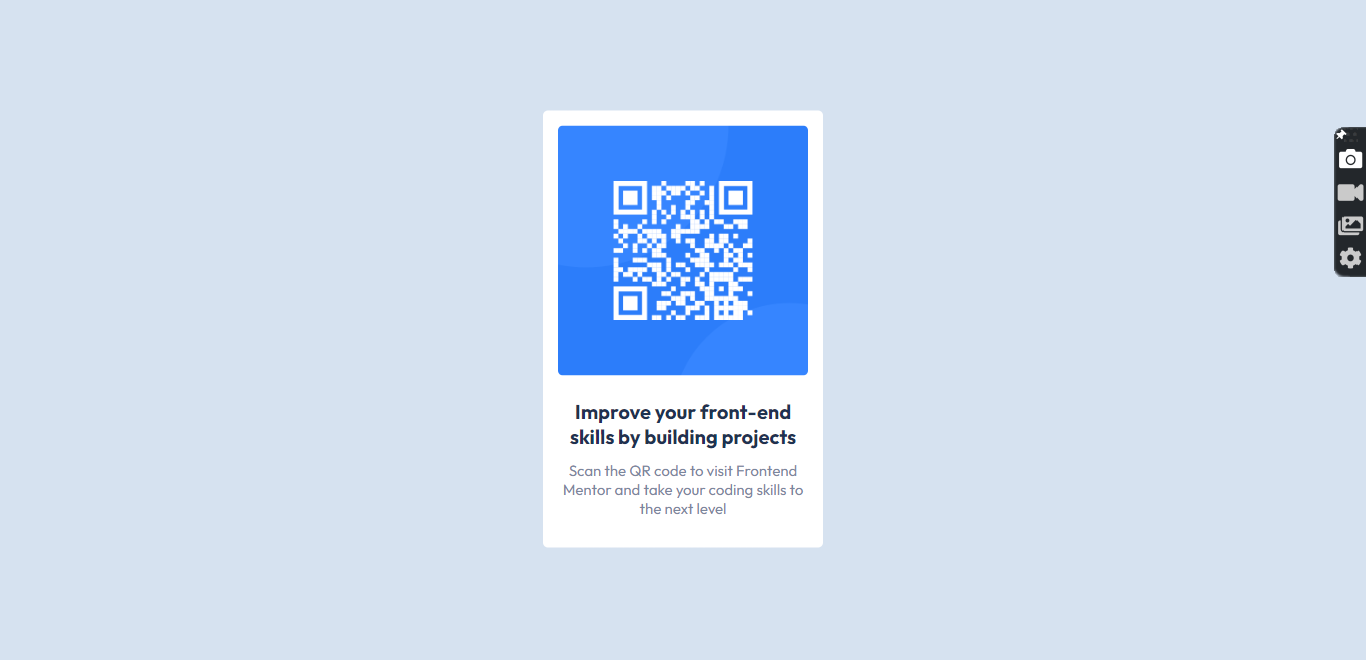 Improve your front-end
skills by building projects
Scan the QR code to visit Frontend
Mentor and take your coding skills to
the next level